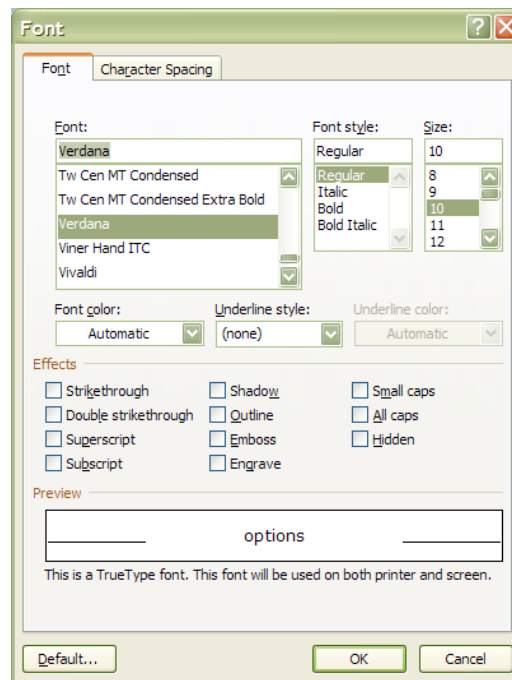 Font
Font Character Spacing
Font: Font style: Size:
Verdana Regular 10
Tw Cen MT Condensed Regular 8
Tw Cen MT Condensed Extra Bold Italic 9
Verdana Bold 10
Viner Hand ITC Bold Italic 11
Vivaldi 12
Font color: Underline style: Underline color:
Automatic (none) Automatic
Effects
Strikethrough Shadow Small caps
Double strikethrough Outline All caps
Superscript Emboss Hidden
Subscript Engrave
Preview
options
This is a TrueType font. This font will be used on both printer and screen.
Default... OK Cancel